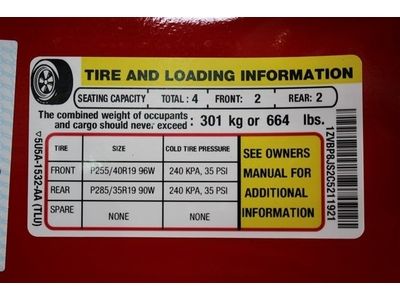 TIRE AND LOADING INFORMATION
SEATING CAPACITY TOTAL : 4 FRONT: 2 REAR: 2
The combined weight of occupants
and cargo should never exceed : 301 kg or 664 lbs.
TIRE SIZE COLD TIRE PRESSURE
FRONT P255/40R19 96W 240 KPA, 35 PSI
REAR P285/35R19 90W 240 KPA, 35 PSI
SPARE NONE NONE
SEE OWNERS
MANUAL FOR
ADDITIONAL
INFORMATION
5U5A-1532-AA (TLU)
1ZVBP8JS2C5211921